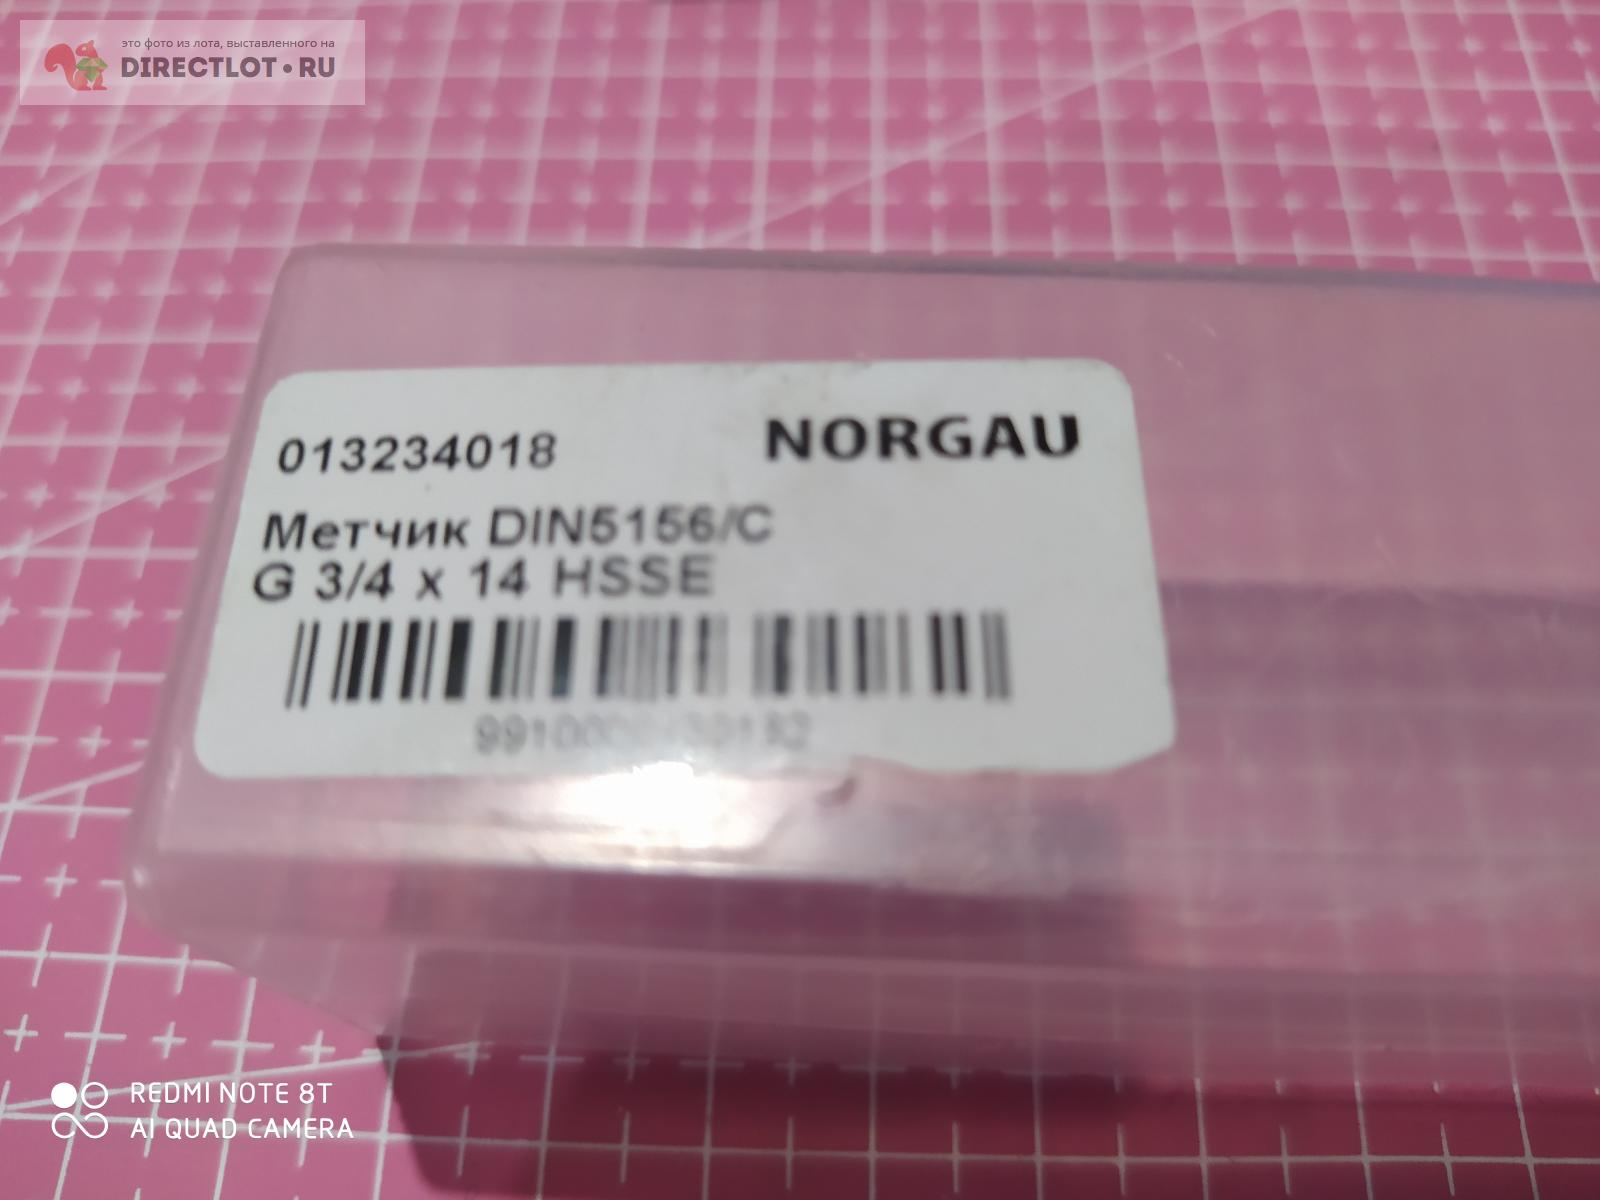 это фото из лота, выставленного на
DIRECTLOT•RU
013234018
NORGAU
Метчик DIN5156/C
G 3/4 x 14 HSSE
REDMI NOTE 8T
AI QUAD CAMERA